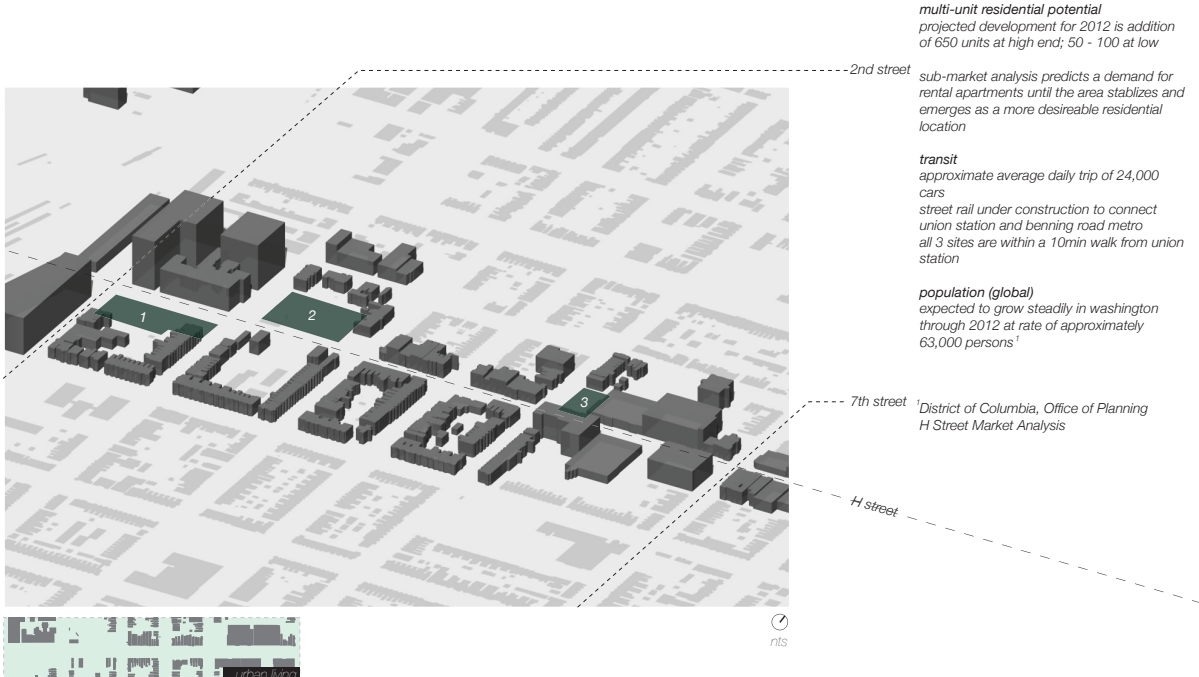 multi-unit residential potential
projected development for 2012 is addition
of 650 units at high end; 50 - 100 at low
2nd street
sub-market analysis predicts a demand for
rental apartments until the area stablizes and
emerges as a more desireable residential
location
transit
approximate average daily trip of 24,000
cars
street rail under construction to connect
union station and benning road metro
all 3 sites are within a 10min walk from union
station
population (global)
expected to grow steadily in washington
through 2012 at rate of approximately
63,000 persons¹
1
2
3
7th street
¹District of Columbia, Office of Planning
H Street Market Analysis
H street
nts
urban living